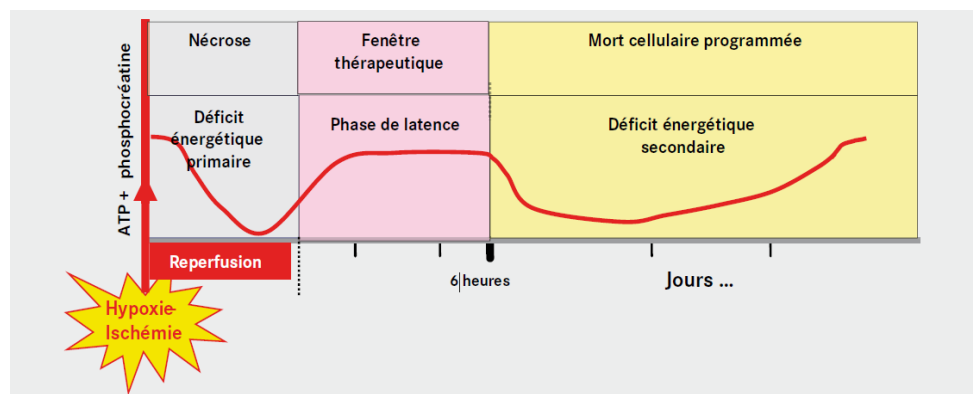 Nécrose
Fenêtre
thérapeutique
Mort cellulaire programmée
ATP + phosphocréatine
Déficit
énergétique
primaire
Phase de latence
Déficit énergétique
secondaire
Reperfusion
6 heures
Jours ...
Hypoxie-
Ischémie